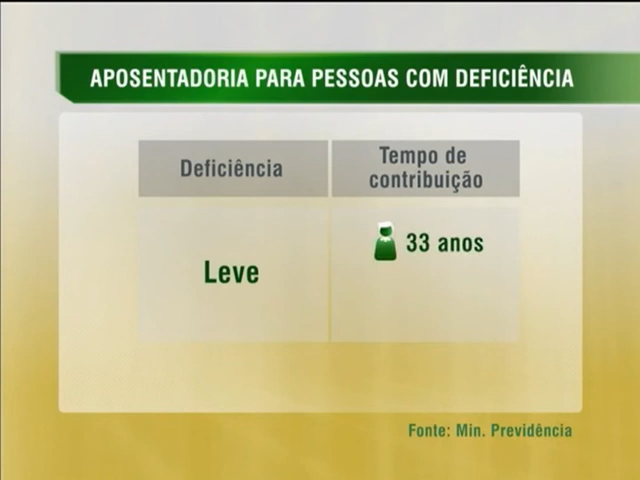 APOSENTADORIA PARA PESSOAS COM DEFICIÊNCIA
Deficiência
Tempo de
contribuição
Leve
33 anos
Fonte: Min. Previdência